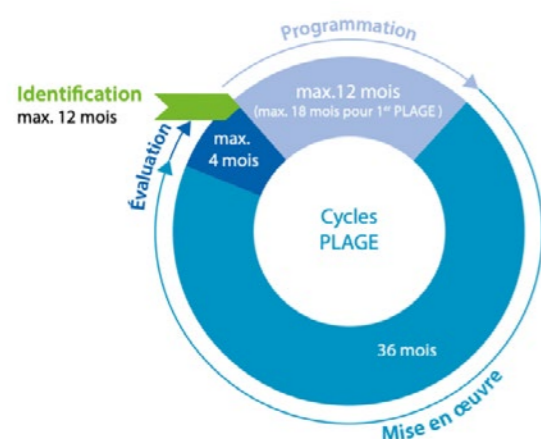 Programmation
Identification
max. 12 mois
max.12 mois
(max. 18 mois pour 1er PLAGE)
Évaluation
max.
4 mois
Cycles
PLAGE
36 mois
Mise en œuvre